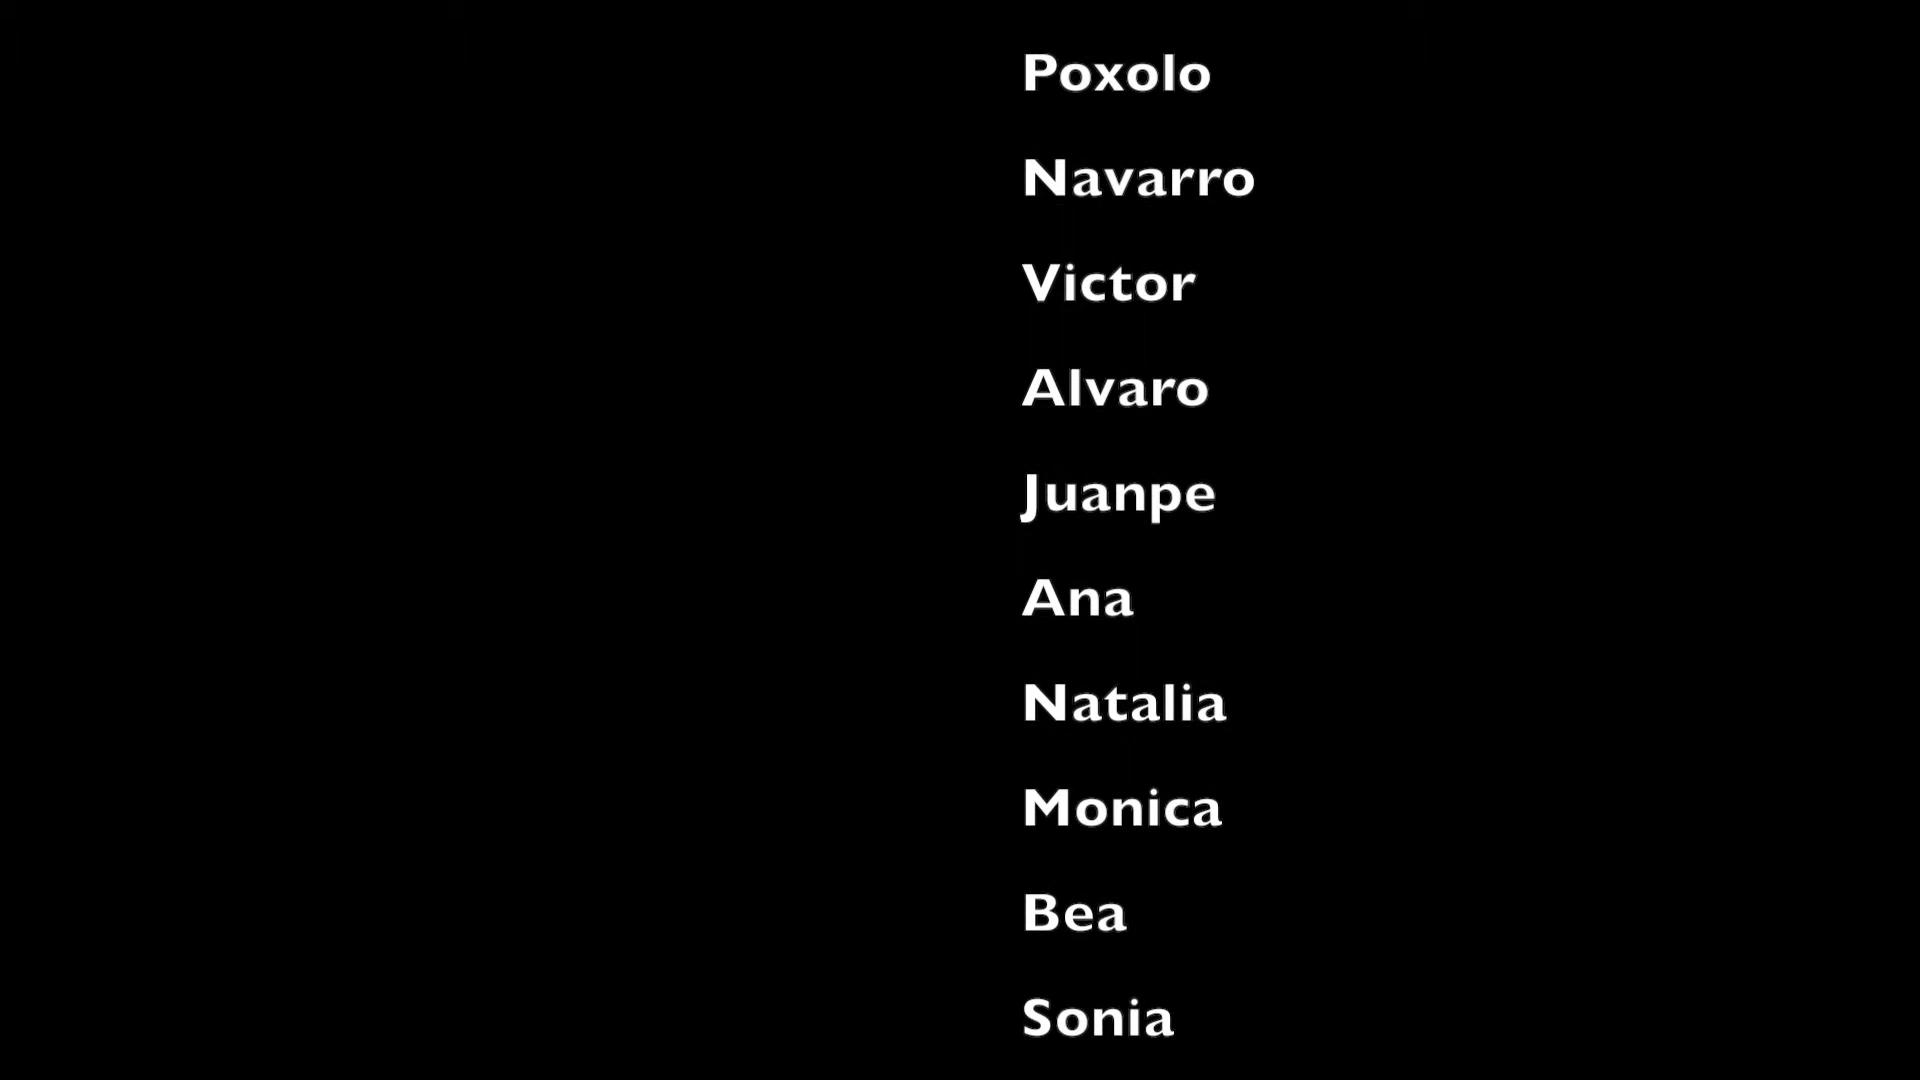 Poxolo
Navarro
Victor
Alvaro
Juanpe
Ana
Natalia
Monica
Bea
Sonia